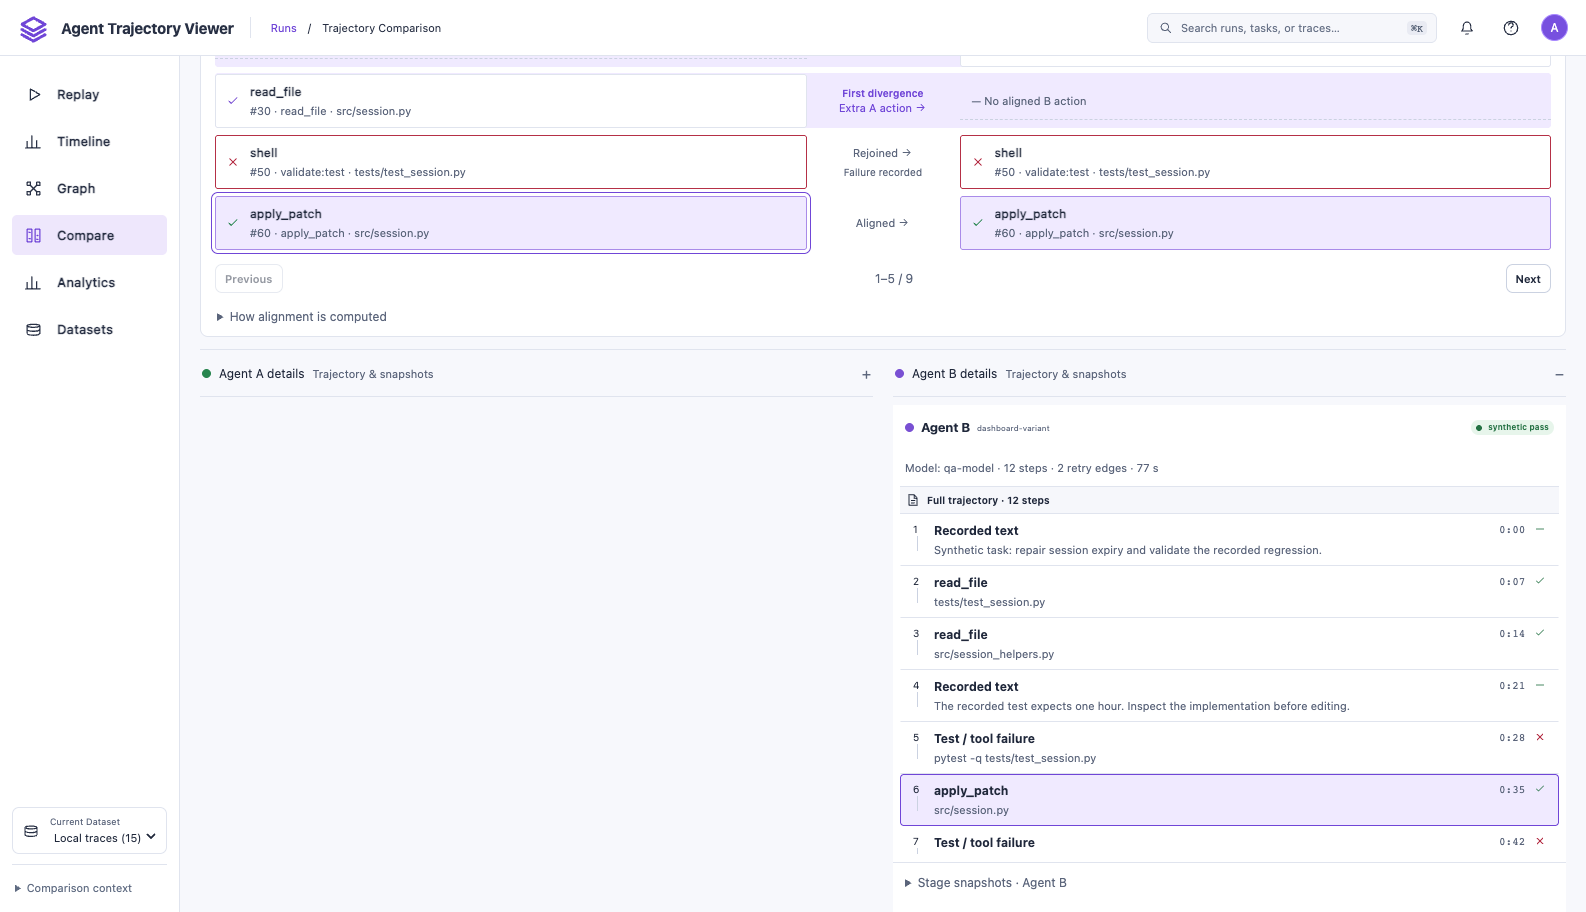 Agent Trajectory Viewer
Runs / Trajectory Comparison
Search runs, tasks, or traces...
⌘K
A
Replay
Timeline
Graph
Compare
Analytics
Datasets
Current Dataset
Local traces (15)
Comparison context
read_file
#30 · read_file · src/session.py
First divergence
Extra A action →
— No aligned B action
shell
#50 · validate:test · tests/test_session.py
Rejoined →
Failure recorded
shell
#50 · validate:test · tests/test_session.py
apply_patch
#60 · apply_patch · src/session.py
Aligned →
apply_patch
#60 · apply_patch · src/session.py
Previous
1–5 / 9
Next
How alignment is computed
Agent A details Trajectory & snapshots
Agent B details Trajectory & snapshots
Agent B dashboard-variant
synthetic pass
Model: qa-model · 12 steps · 2 retry edges · 77 s
Full trajectory · 12 steps
1 Recorded text 0:00
Synthetic task: repair session expiry and validate the recorded regression.
2 read_file 0:07
tests/test_session.py
3 read_file 0:14
src/session_helpers.py
4 Recorded text 0:21
The recorded test expects one hour. Inspect the implementation before editing.
5 Test / tool failure 0:28
pytest -q tests/test_session.py
6 apply_patch 0:35
src/session.py
7 Test / tool failure 0:42
Stage snapshots · Agent B